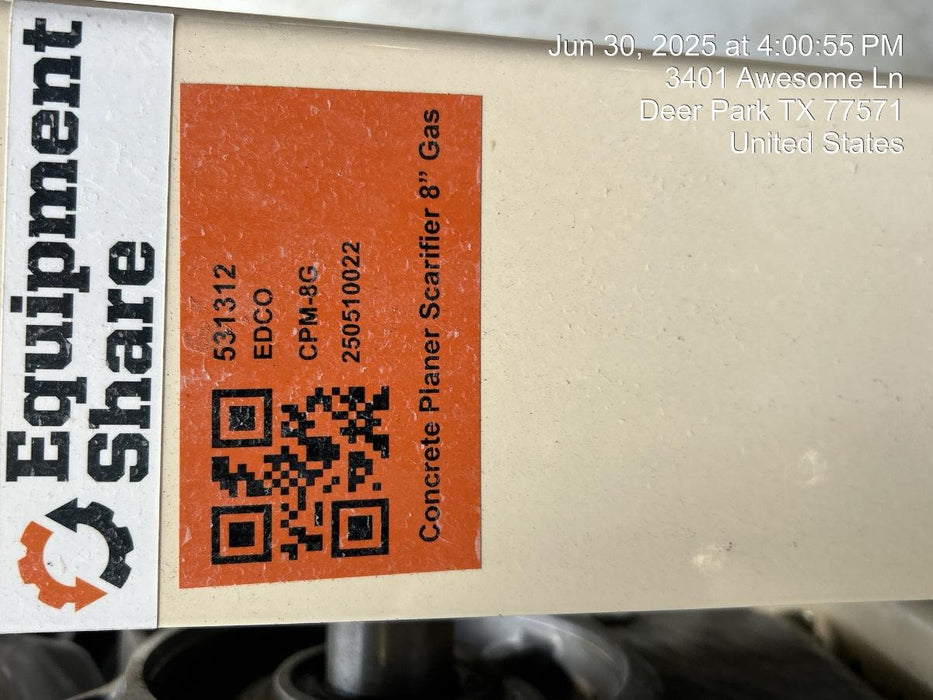 Jun 30, 2025 at 4:00:55 PM
3401 Awesome Ln
Deer Park TX 77571
United States
Equipment
Share
531312
EDCO
CPM-8G
250510022
Concrete Planer Scarifier 8” Gas